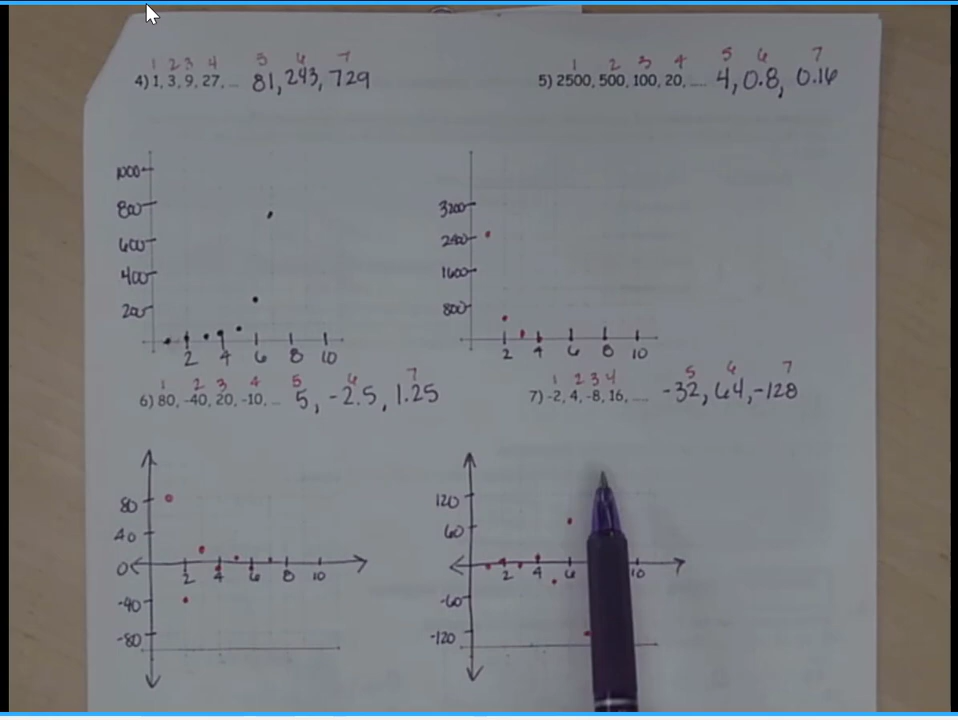 1 2 3 4 5 6 7
4) 1, 3, 9, 27, ... 81, 243, 729
1 2 3 4 5 6 7
5) 2500, 500, 100, 20, .... 4, 0.8, 0.16
1000
800
600
400
200
2 4 6 8 10
3200
2400
1600
800
2 4 6 8 10
1 2 3 4 5 6 7
6) 80, -40, 20, -10, ... 5, -2.5, 1.25
1 2 3 4 5 6 7
7) -2, 4, -8, 16, .... -32, 64, -128
80
40
0
2 4 6 8 10
-40
-80
120
60
2 4 6 10
-60
-120